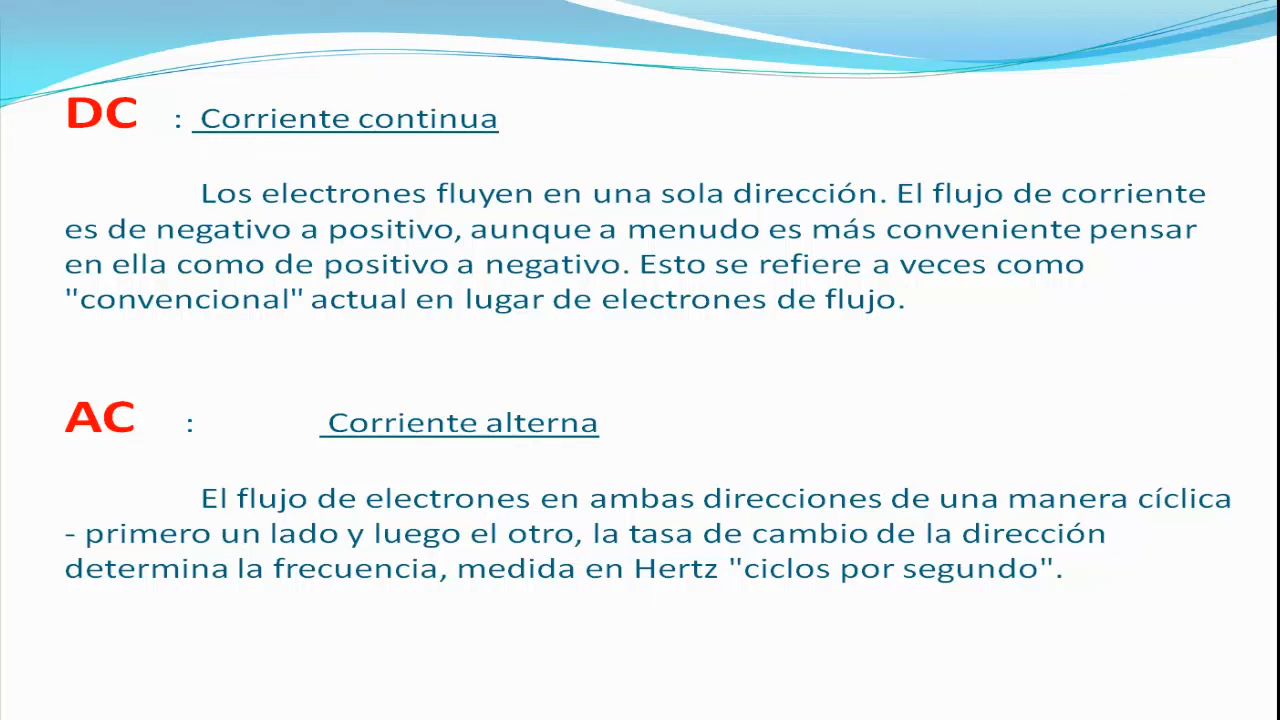 DC : Corriente continua
Los electrones fluyen en una sola dirección. El flujo de corriente
es de negativo a positivo, aunque a menudo es más conveniente pensar
en ella como de positivo a negativo. Esto se refiere a veces como
"convencional" actual en lugar de electrones de flujo.
AC : Corriente alterna
El flujo de electrones en ambas direcciones de una manera cíclica
- primero un lado y luego el otro, la tasa de cambio de la dirección
determina la frecuencia, medida en Hertz "ciclos por segundo".